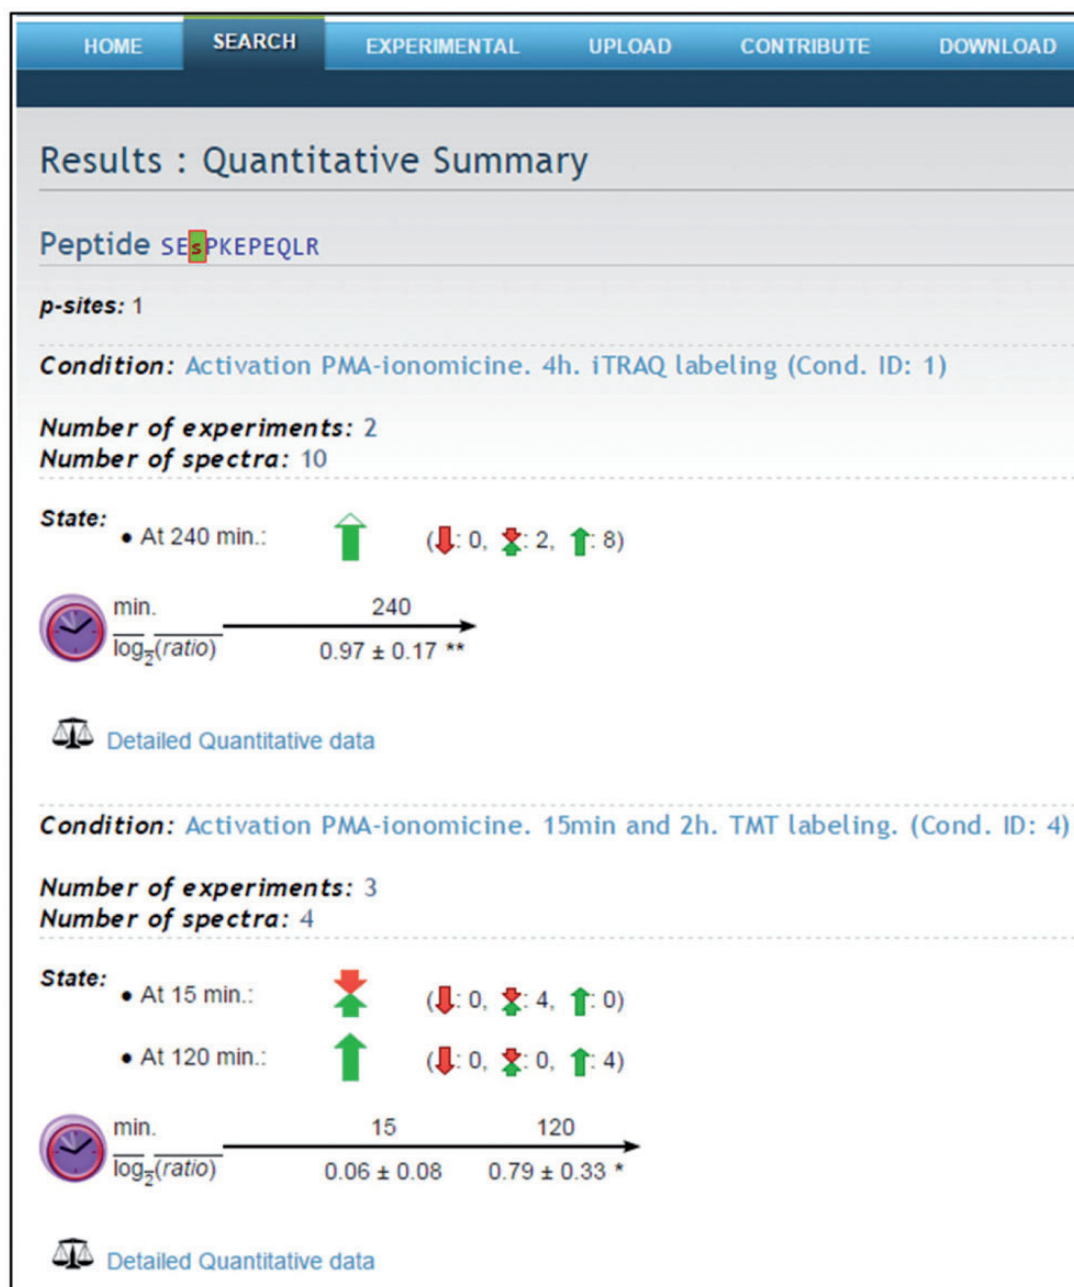 HOME SEARCH EXPERIMENTAL UPLOAD CONTRIBUTE DOWNLOAD
Results : Quantitative Summary
Peptide SEsPKEPEQLR
p-sites: 1
Condition: Activation PMA-ionomicine. 4h. iTRAQ labeling (Cond. ID: 1)
Number of experiments: 2
Number of spectra: 10
State:
• At 240 min.: (: 0, : 2, : 8)
min. 240
log2(ratio) 0.97 ± 0.17 **
Detailed Quantitative data
Condition: Activation PMA-ionomicine. 15min and 2h. TMT labeling. (Cond. ID: 4)
Number of experiments: 3
Number of spectra: 4
State:
• At 15 min.: (: 0, : 4, : 0)
• At 120 min.: (: 0, : 0, : 4)
min. 15 120
log2(ratio) 0.06 ± 0.08 0.79 ± 0.33 *
Detailed Quantitative data